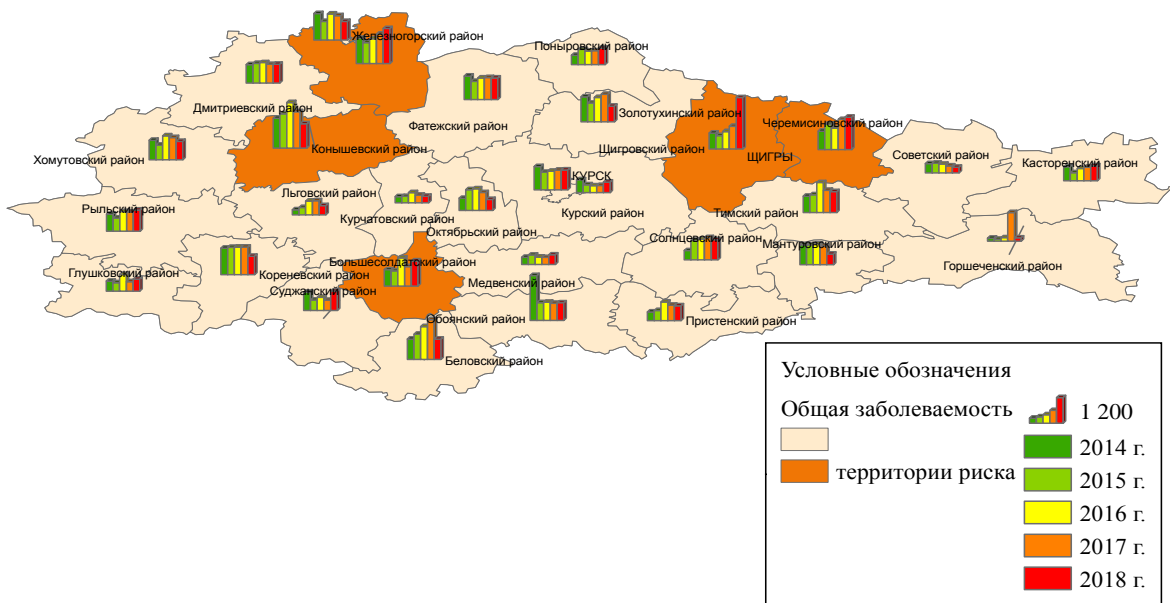 Железногорский район
Поныровский район
Дмитриевский район
Фатежский район
Золотухинский район
Черемисиновский район
Хомутовский район
Конышевский район
Щигровский район
ЩИГРЫ
Советский район
Касторенский район
КУРСК
Льговский район
Рыльский район
Курчатовский район
Курский район
Тимский район
Октябрьский район
Солнцевский район
Мантуровский район
Глушковский район
Кореневский район
Большесолдатский район
Горшеченский район
Медвенский район
Суджанский район
Обоянский район
Пристенский район
Беловский район
Условные обозначения
Общая заболеваемость
территории риска
1 200
2014 г.
2015 г.
2016 г.
2017 г.
2018 г.